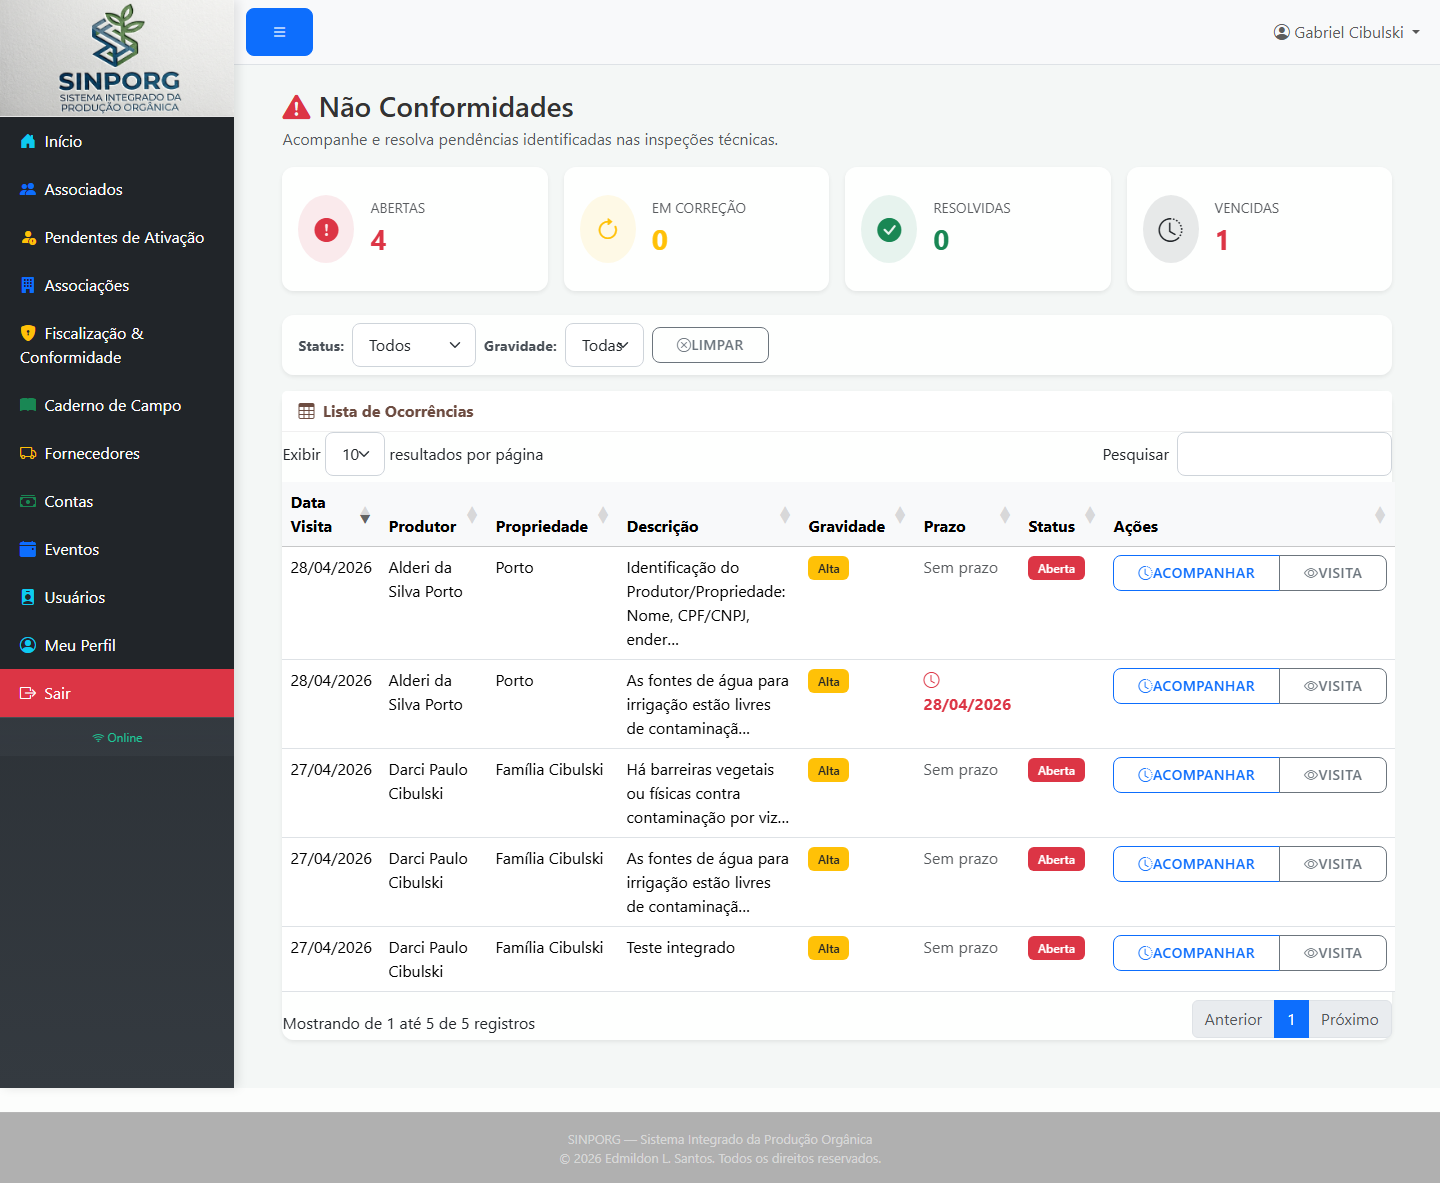 SINPORG
SISTEMA INTEGRADO DA
PRODUÇÃO ORGÂNICA
Início
Associados
Pendentes de Ativação
Associações
Fiscalização &
Conformidade
Caderno de Campo
Fornecedores
Contas
Eventos
Usuários
Meu Perfil
Sair
Online
Gabriel Cibulski
Não Conformidades
Acompanhe e resolva pendências identificadas nas inspeções técnicas.
ABERTAS
4
EM CORREÇÃO
0
RESOLVIDAS
0
VENCIDAS
1
Status: Todos Gravidade: Todas LIMPAR
Lista de Ocorrências
Exibir 10 resultados por página Pesquisar
Data
Visita Produtor Propriedade Descrição Gravidade Prazo Status Ações
28/04/2026 Alderi da Porto Identificação do Alta Sem prazo Aberta ACOMPANHAR VISITA
Silva Porto Produtor/Propriedade:
Nome, CPF/CNPJ,
ender...
28/04/2026 Alderi da Porto As fontes de água para Alta ACOMPANHAR VISITA
Silva Porto irrigação estão livres 28/04/2026
de contaminaçã...
27/04/2026 Darci Paulo Família Cibulski Há barreiras vegetais Alta Sem prazo Aberta ACOMPANHAR VISITA
Cibulski ou físicas contra
contaminação por viz...
27/04/2026 Darci Paulo Família Cibulski As fontes de água para Alta Sem prazo Aberta ACOMPANHAR VISITA
Cibulski irrigação estão livres
de contaminaçã...
27/04/2026 Darci Paulo Família Cibulski Teste integrado Alta Sem prazo Aberta ACOMPANHAR VISITA
Cibulski
Mostrando de 1 até 5 de 5 registros Anterior 1 Próximo
SINPORG — Sistema Integrado da Produção Orgânica
© 2026 Edmildon L. Santos. Todos os direitos reservados.